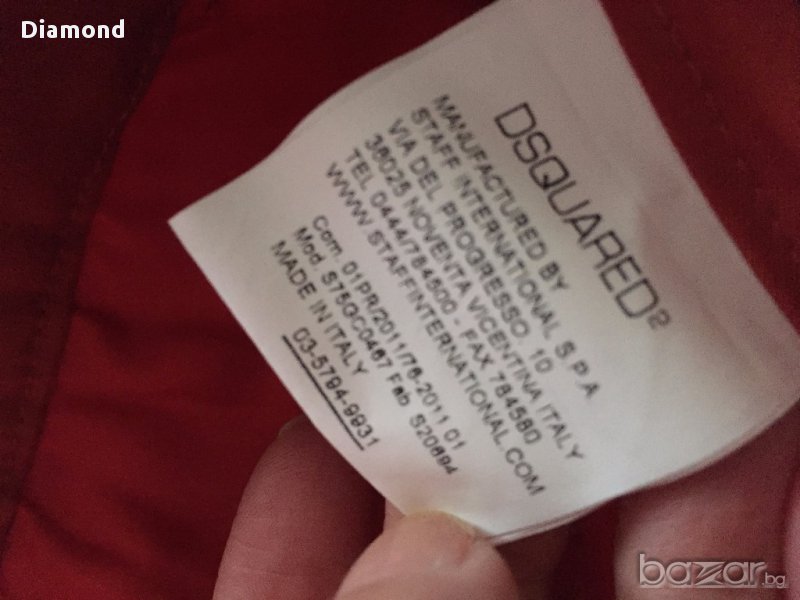 Diamond
DSQUARED2
MANUFACTURED BY
STAFF INTERNATIONAL S.P.A
VIA DEL PROGRESSO, 10
36025 NOVENTA VICENTINA ITALY
TEL 0444/784500 - FAX 784580
WWW.STAFFINTERNATIONAL.COM
Com. 01PR/2011/76-2011 01
Mod. S75GC0467 Fab S20694
MADE IN ITALY
03-5794-9931
bazar.bg